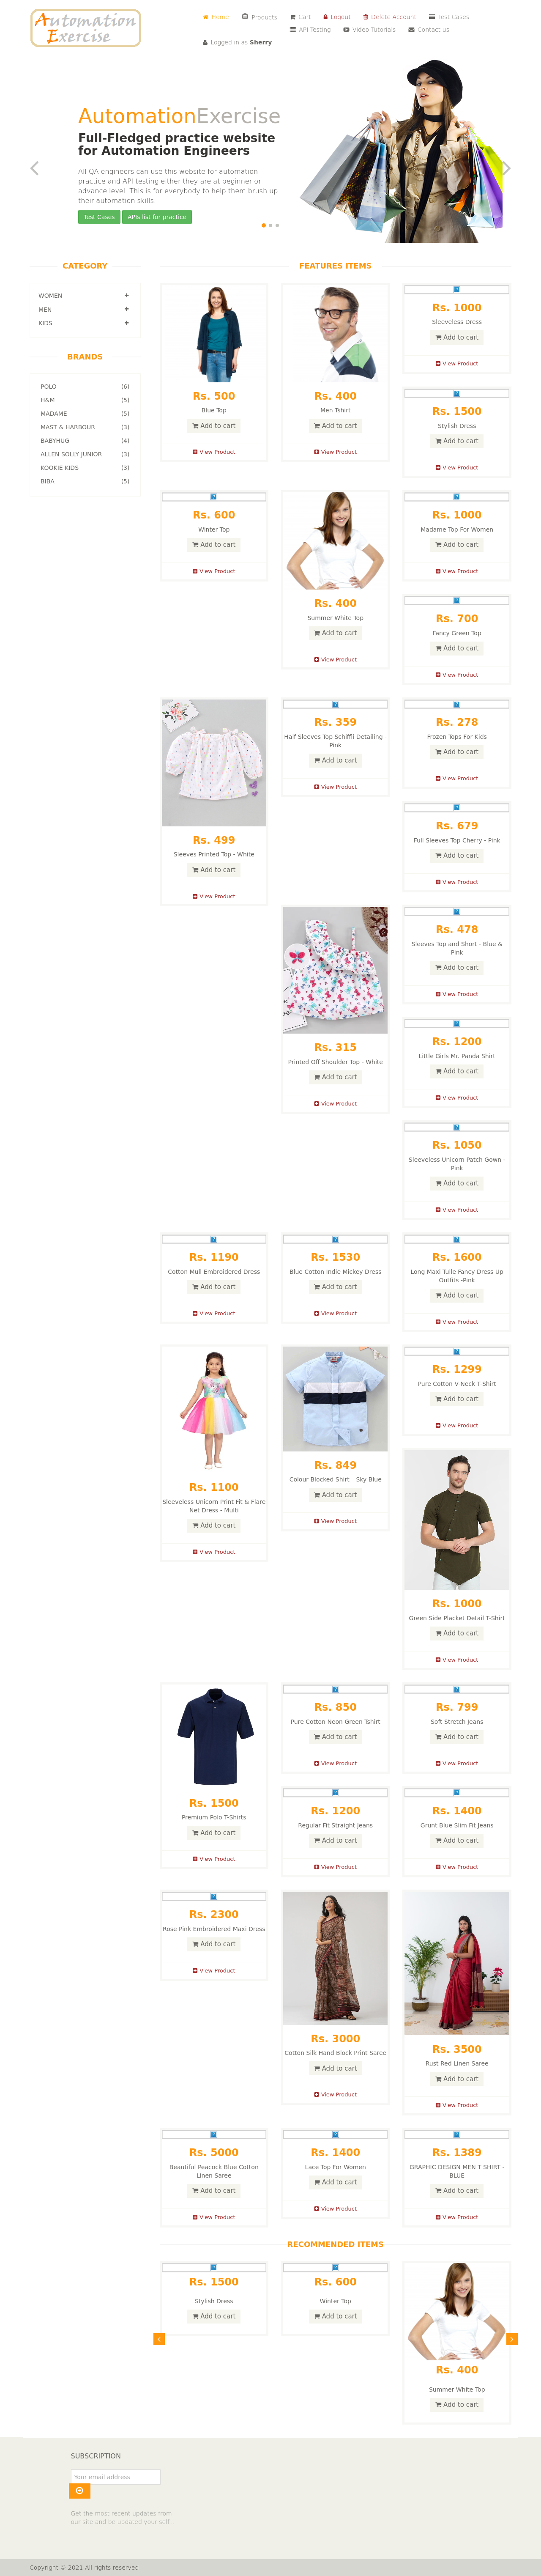 Automation
Exercise
Home
Products
Cart
Logout
Delete Account
Test Cases
API Testing
Video Tutorials
Contact us
Logged in as Sherry
AutomationExercise
Full-Fledged practice website
for Automation Engineers
All QA engineers can use this website for automation
practice and API testing either they are at beginner or
advance level. This is for everybody to help them brush up
their automation skills.
Test Cases
APIs list for practice
CATEGORY
WOMEN
MEN
KIDS
BRANDS
POLO (6)
H&M (5)
MADAME (5)
MAST & HARBOUR (3)
BABYHUG (4)
ALLEN SOLLY JUNIOR (3)
KOOKIE KIDS (3)
BIBA (5)
FEATURES ITEMS
Rs. 500
Blue Top
Add to cart
View Product
Rs. 400
Men Tshirt
Add to cart
View Product
Rs. 1000
Sleeveless Dress
Add to cart
View Product
Rs. 1500
Stylish Dress
Add to cart
View Product
Rs. 600
Winter Top
Add to cart
View Product
Rs. 400
Summer White Top
Add to cart
View Product
Rs. 1000
Madame Top For Women
Add to cart
View Product
Rs. 700
Fancy Green Top
Add to cart
View Product
Rs. 499
Sleeves Printed Top - White
Add to cart
View Product
Rs. 359
Half Sleeves Top Schiffli Detailing -
Pink
Add to cart
View Product
Rs. 278
Frozen Tops For Kids
Add to cart
View Product
Rs. 679
Full Sleeves Top Cherry - Pink
Add to cart
View Product
Rs. 315
Printed Off Shoulder Top - White
Add to cart
View Product
Rs. 478
Sleeves Top and Short - Blue &
Pink
Add to cart
View Product
Rs. 1200
Little Girls Mr. Panda Shirt
Add to cart
View Product
Rs. 1050
Sleeveless Unicorn Patch Gown -
Pink
Add to cart
View Product
Rs. 1190
Cotton Mull Embroidered Dress
Add to cart
View Product
Rs. 1530
Blue Cotton Indie Mickey Dress
Add to cart
View Product
Rs. 1600
Long Maxi Tulle Fancy Dress Up
Outfits -Pink
Add to cart
View Product
Rs. 1100
Sleeveless Unicorn Print Fit & Flare
Net Dress - Multi
Add to cart
View Product
Rs. 849
Colour Blocked Shirt – Sky Blue
Add to cart
View Product
Rs. 1299
Pure Cotton V-Neck T-Shirt
Add to cart
View Product
Rs. 1000
Green Side Placket Detail T-Shirt
Add to cart
View Product
Rs. 1500
Premium Polo T-Shirts
Add to cart
View Product
Rs. 850
Pure Cotton Neon Green Tshirt
Add to cart
View Product
Rs. 799
Soft Stretch Jeans
Add to cart
View Product
Rs. 1200
Regular Fit Straight Jeans
Add to cart
View Product
Rs. 1400
Grunt Blue Slim Fit Jeans
Add to cart
View Product
Rs. 2300
Rose Pink Embroidered Maxi Dress
Add to cart
View Product
Rs. 3000
Cotton Silk Hand Block Print Saree
Add to cart
View Product
Rs. 3500
Rust Red Linen Saree
Add to cart
View Product
Rs. 5000
Beautiful Peacock Blue Cotton
Linen Saree
Add to cart
View Product
Rs. 1400
Lace Top For Women
Add to cart
View Product
Rs. 1389
GRAPHIC DESIGN MEN T SHIRT -
BLUE
Add to cart
View Product
RECOMMENDED ITEMS
Rs. 1500
Stylish Dress
Add to cart
Rs. 600
Winter Top
Add to cart
Rs. 400
Summer White Top
Add to cart
SUBSCRIPTION
Your email address
Get the most recent updates from
our site and be updated your self...
Copyright © 2021 All rights reserved